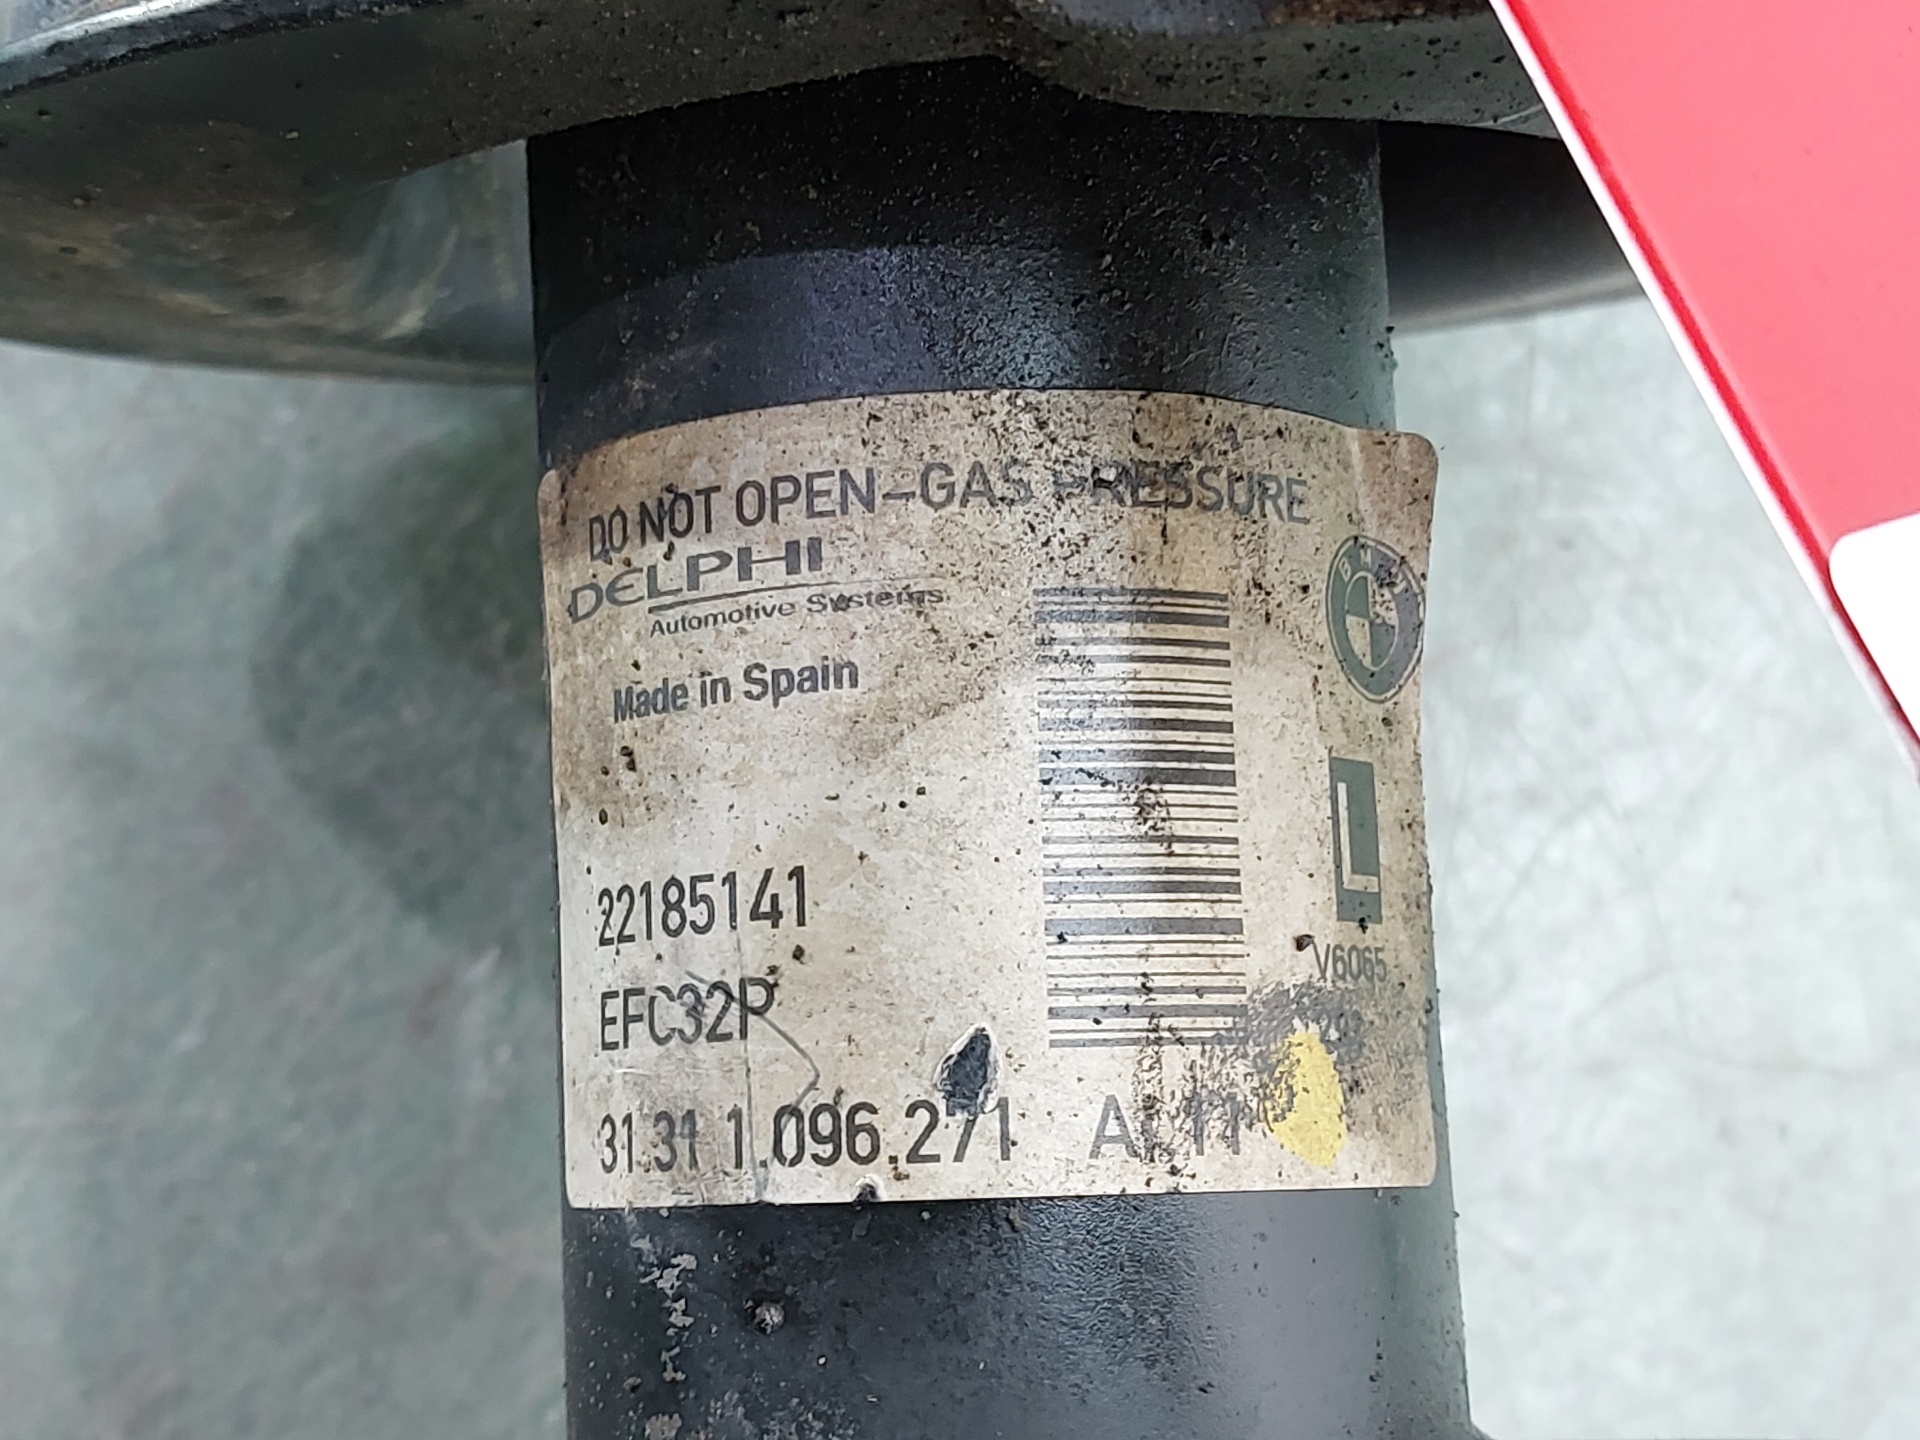 DO NOT OPEN-GAS PRESSURE
DELPHI
Automotive Systems
Made in Spain
BMW
L
V6065
22185141
EFC32P
31.31 1.096.271